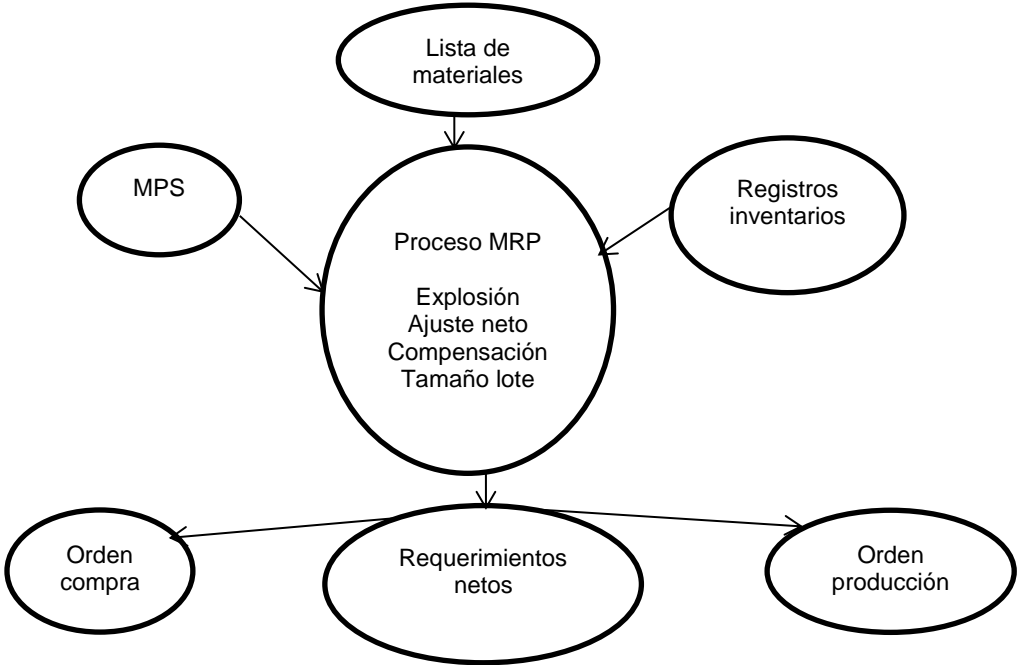 Lista de
materiales
MPS
Registros
inventarios
Proceso MRP
Explosión
Ajuste neto
Compensación
Tamaño lote
Orden
compra
Requerimientos
netos
Orden
producción